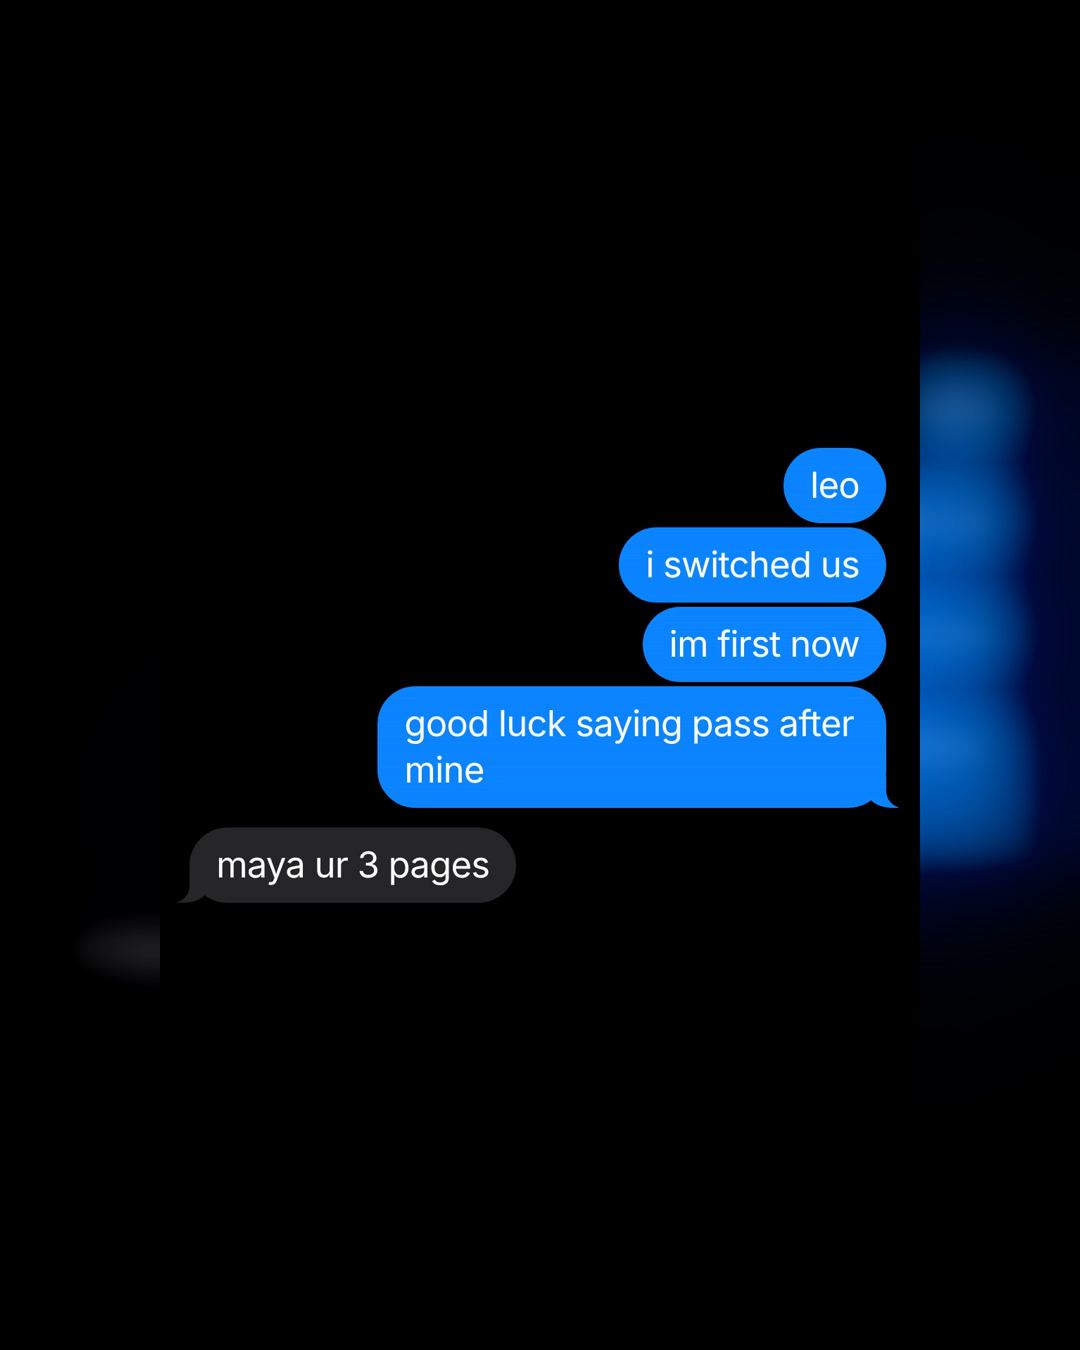 leo
i switched us
im first now
good luck saying pass after
mine
maya ur 3 pages